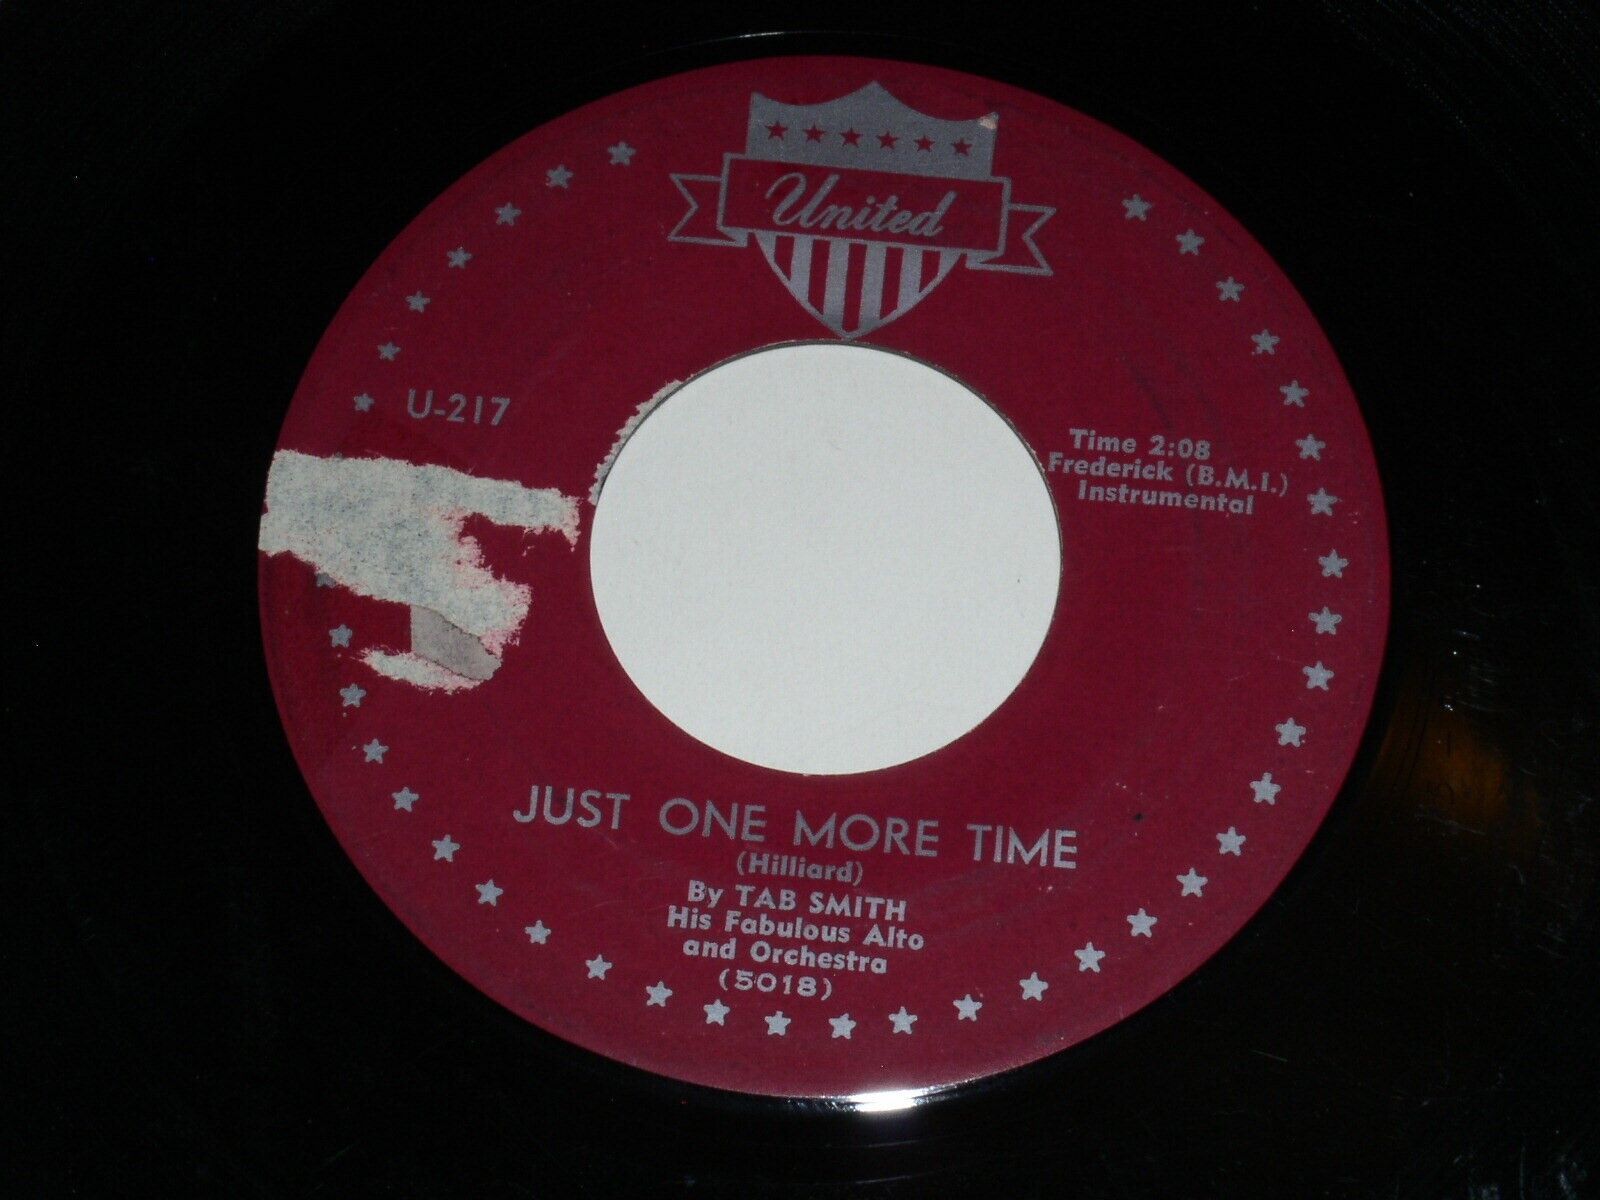 United
U-217
Time 2:08
Frederick (B.M.I.)
Instrumental
JUST ONE MORE TIME
(Hilliard)
By TAB SMITH
His Fabulous Alto
and Orchestra
(5018)